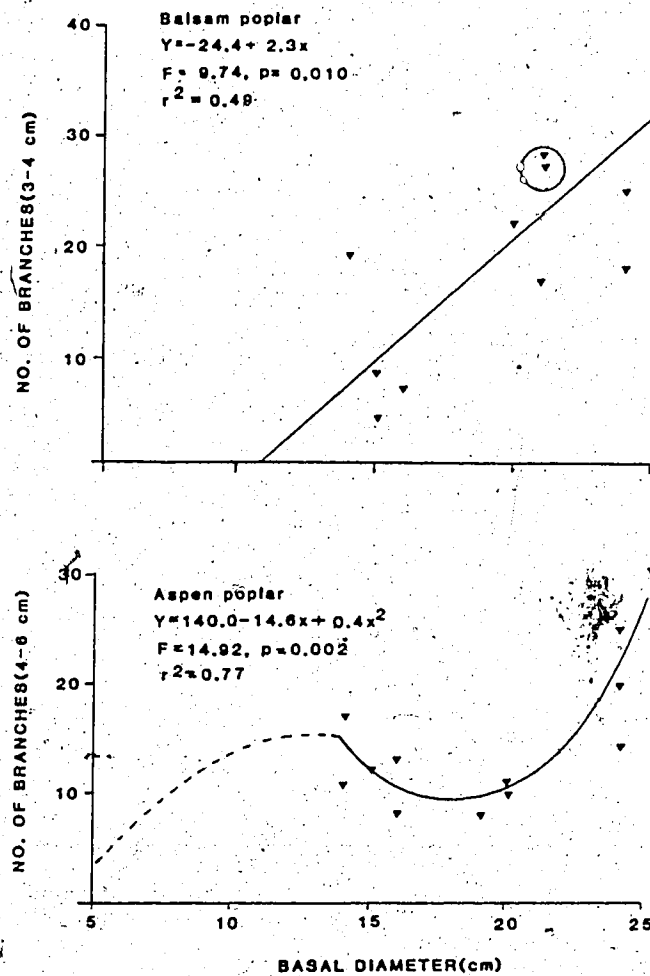 40
Balsam poplar
Y=-24.4+ 2.3x
F= 9.74, p= 0.010
r2 = 0.49
30
20
10
NO. OF BRANCHES(3-4 cm)
30
Aspen poplar
Y=140.0-14.6x+ 0.4x2
F=14.92, p=0.002
r2=0.77
20
10
NO. OF BRANCHES(4-6 cm)
5 10 15 20 25
BASAL DIAMETER(cm)